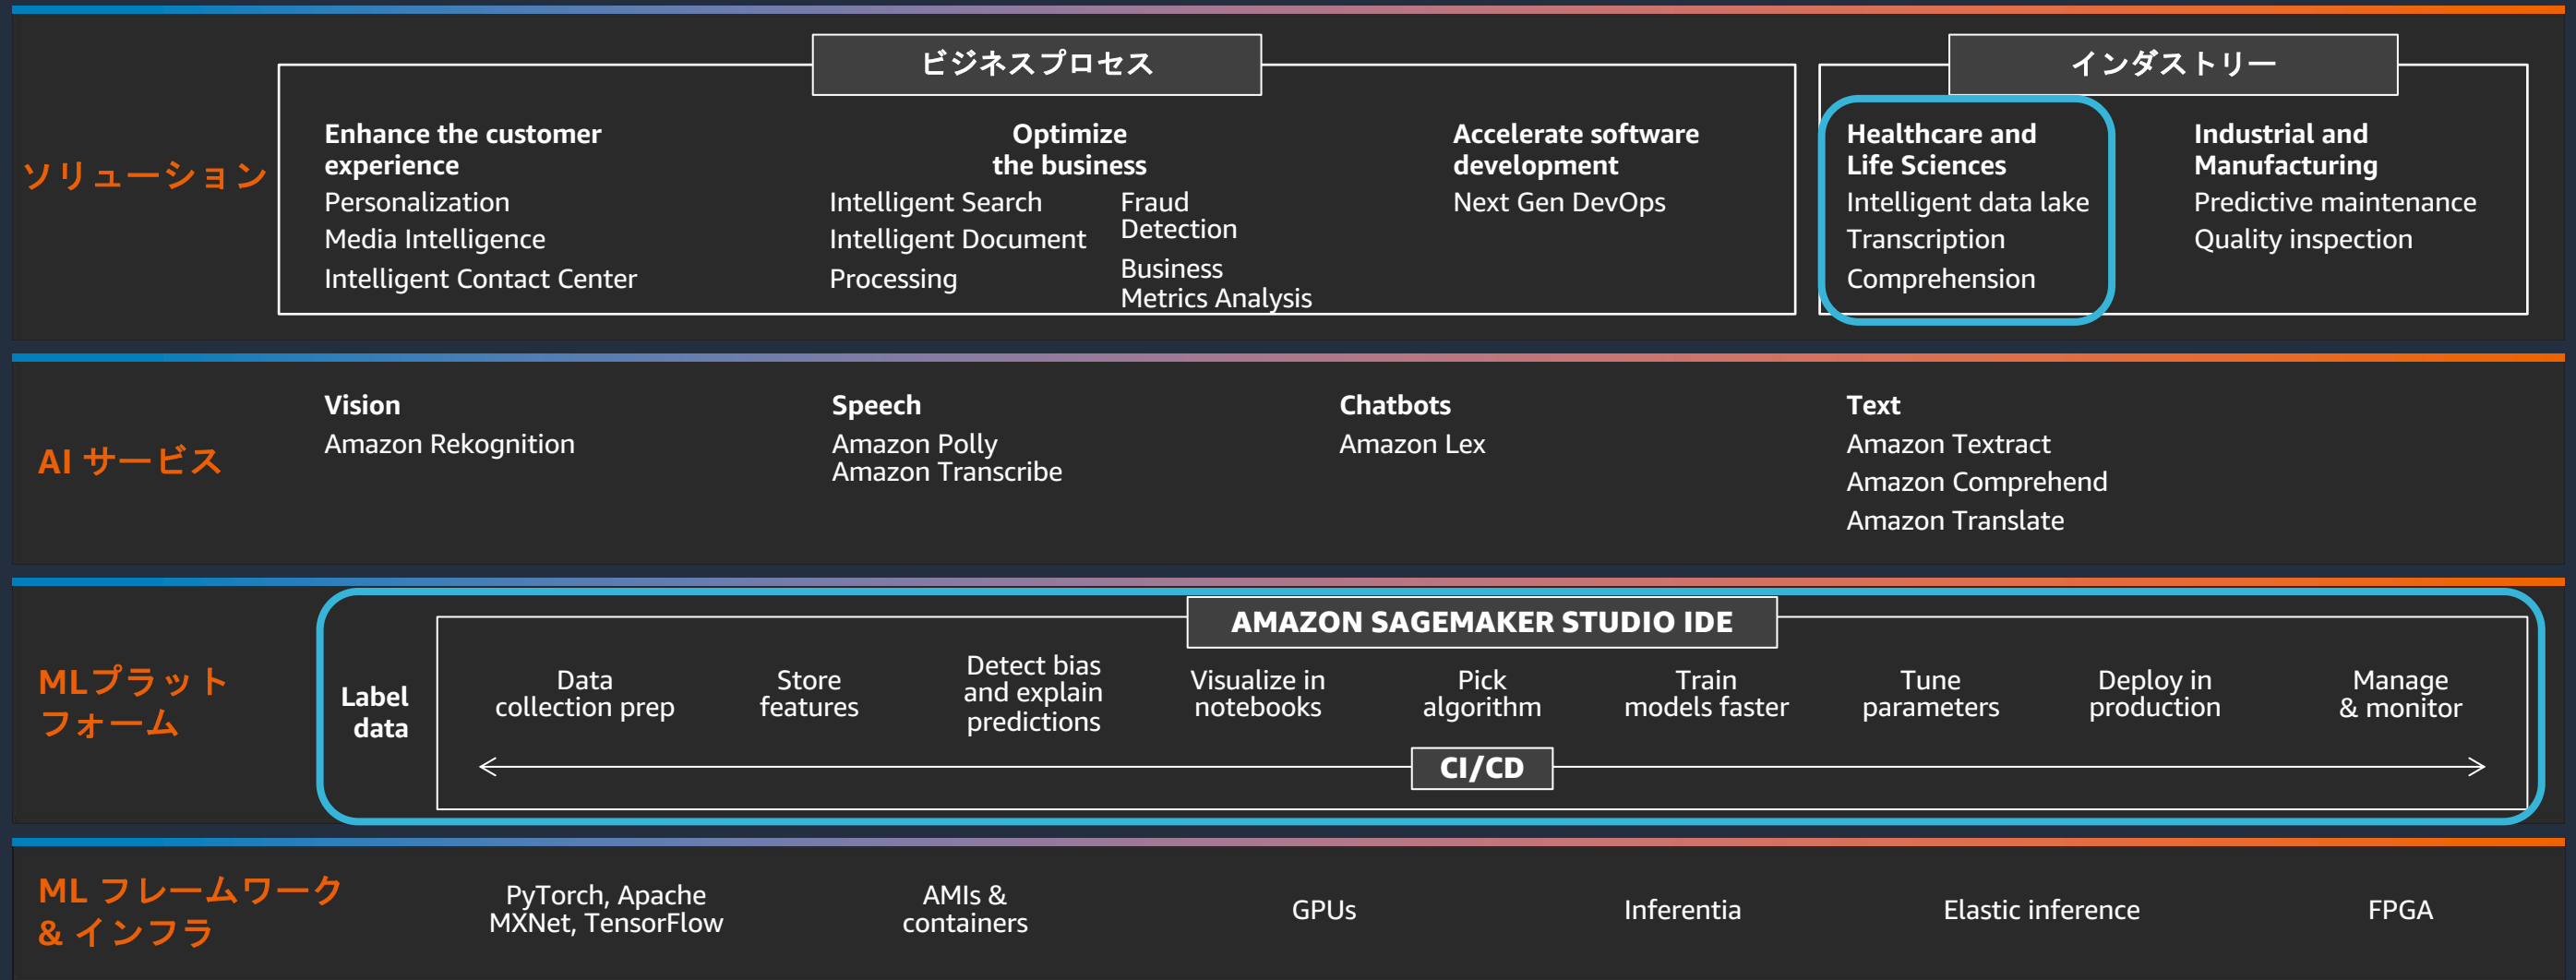 ビジネスプロセス
インダストリー
ソリューション
Enhance the customer
experience
Personalization
Media Intelligence
Intelligent Contact Center
Optimize
the business
Intelligent Search
Intelligent Document
Processing
Fraud
Detection
Business
Metrics Analysis
Accelerate software
development
Next Gen DevOps
Healthcare and
Life Sciences
Intelligent data lake
Transcription
Comprehension
Industrial and
Manufacturing
Predictive maintenance
Quality inspection
AI サービス
Vision
Amazon Rekognition
Speech
Amazon Polly
Amazon Transcribe
Chatbots
Amazon Lex
Text
Amazon Textract
Amazon Comprehend
Amazon Translate
MLプラット
フォーム
AMAZON SAGEMAKER STUDIO IDE
Label
data
Data
collection prep
Store
features
Detect bias
and explain
predictions
Visualize in
notebooks
Pick
algorithm
Train
models faster
Tune
parameters
Deploy in
production
Manage
& monitor
CI/CD
ML フレームワーク
& インフラ
PyTorch, Apache
MXNet, TensorFlow
AMIs &
containers
GPUs
Inferentia
Elastic inference
FPGA